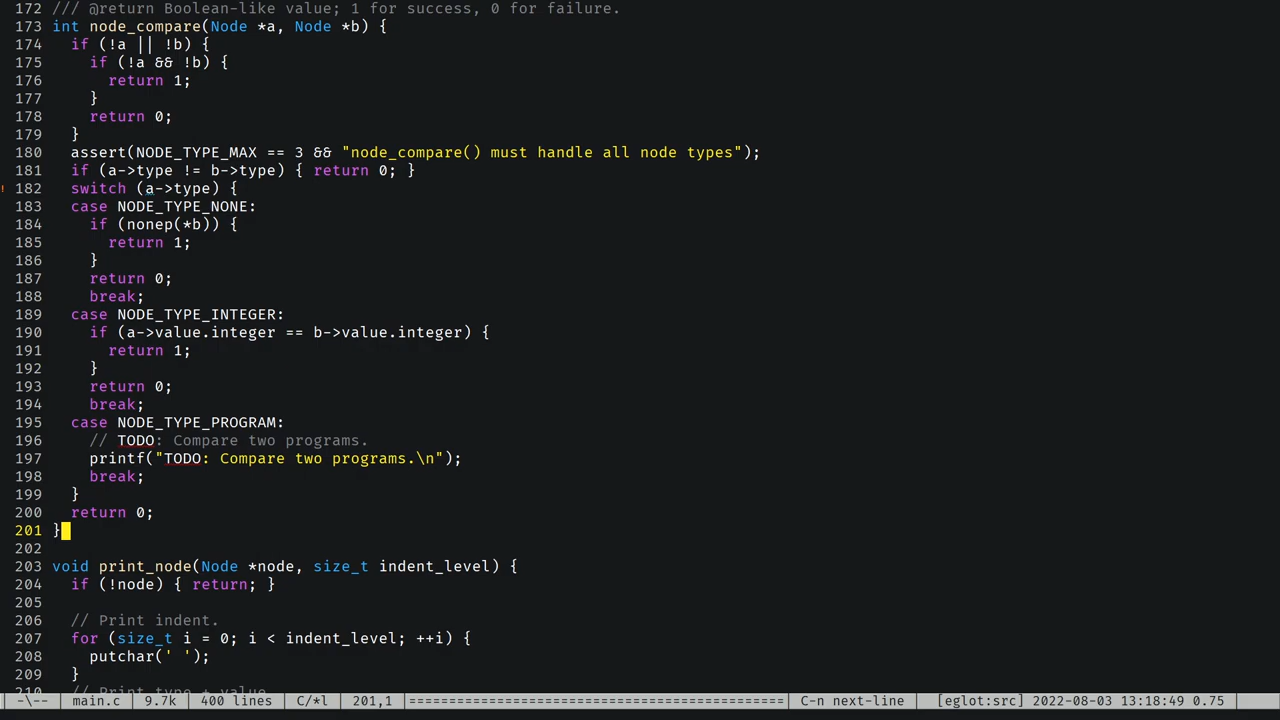 172 /// @return Boolean-like value; 1 for success, 0 for failure.
173 int node_compare(Node *a, Node *b) {
174   if (!a || !b) {
175     if (!a && !b) {
176       return 1;
177     }
178     return 0;
179   }
180   assert(NODE_TYPE_MAX == 3 && "node_compare() must handle all node types");
181   if (a->type != b->type) { return 0; }
! 182   switch (a->type) {
183   case NODE_TYPE_NONE:
184     if (nonep(*b)) {
185       return 1;
186     }
187     return 0;
188     break;
189   case NODE_TYPE_INTEGER:
190     if (a->value.integer == b->value.integer) {
191       return 1;
192     }
193     return 0;
194     break;
195   case NODE_TYPE_PROGRAM:
196     // TODO: Compare two programs.
197     printf("TODO: Compare two programs.\n");
198     break;
199   }
200   return 0;
201 }
202
203 void print_node(Node *node, size_t indent_level) {
204   if (!node) { return; }
205
206   // Print indent.
207   for (size_t i = 0; i < indent_level; ++i) {
208     putchar(' ');
209   }
210   // Print type + value
-\-- main.c 9.7k 400 lines C/*l 201,1 ========================================= C-n next-line [eglot:src] 2022-08-03 13:18:49 0.75